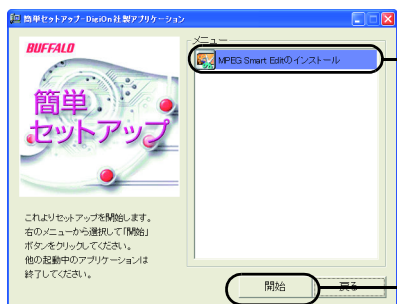 簡単セットアップ-DigiOn社製アプリケーション
BUFFALO
簡単
セットアップ
メニュー
MPEG Smart Editのインストール
これよりセットアップを開始します。
右のメニューから選択して「開始」
ボタンをクリックしてください。
他の起動中のアプリケーションは
終了してください。
開始
戻る